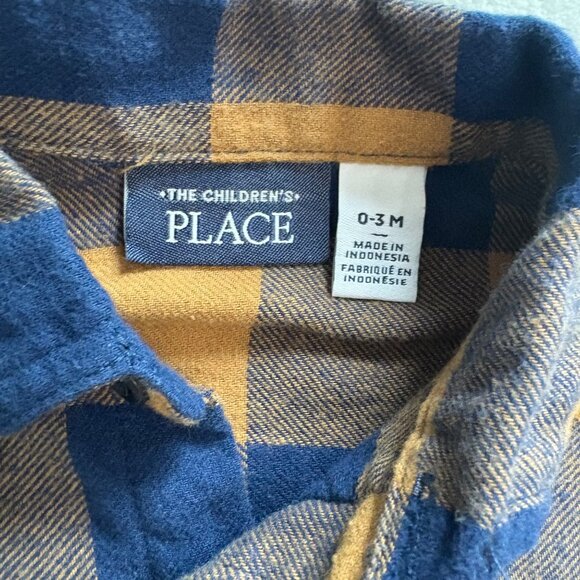 •THE CHILDREN'S•
PLACE
0-3 M
MADE IN
INDONESIA
FABRIQUÉ EN
INDONÉSIE